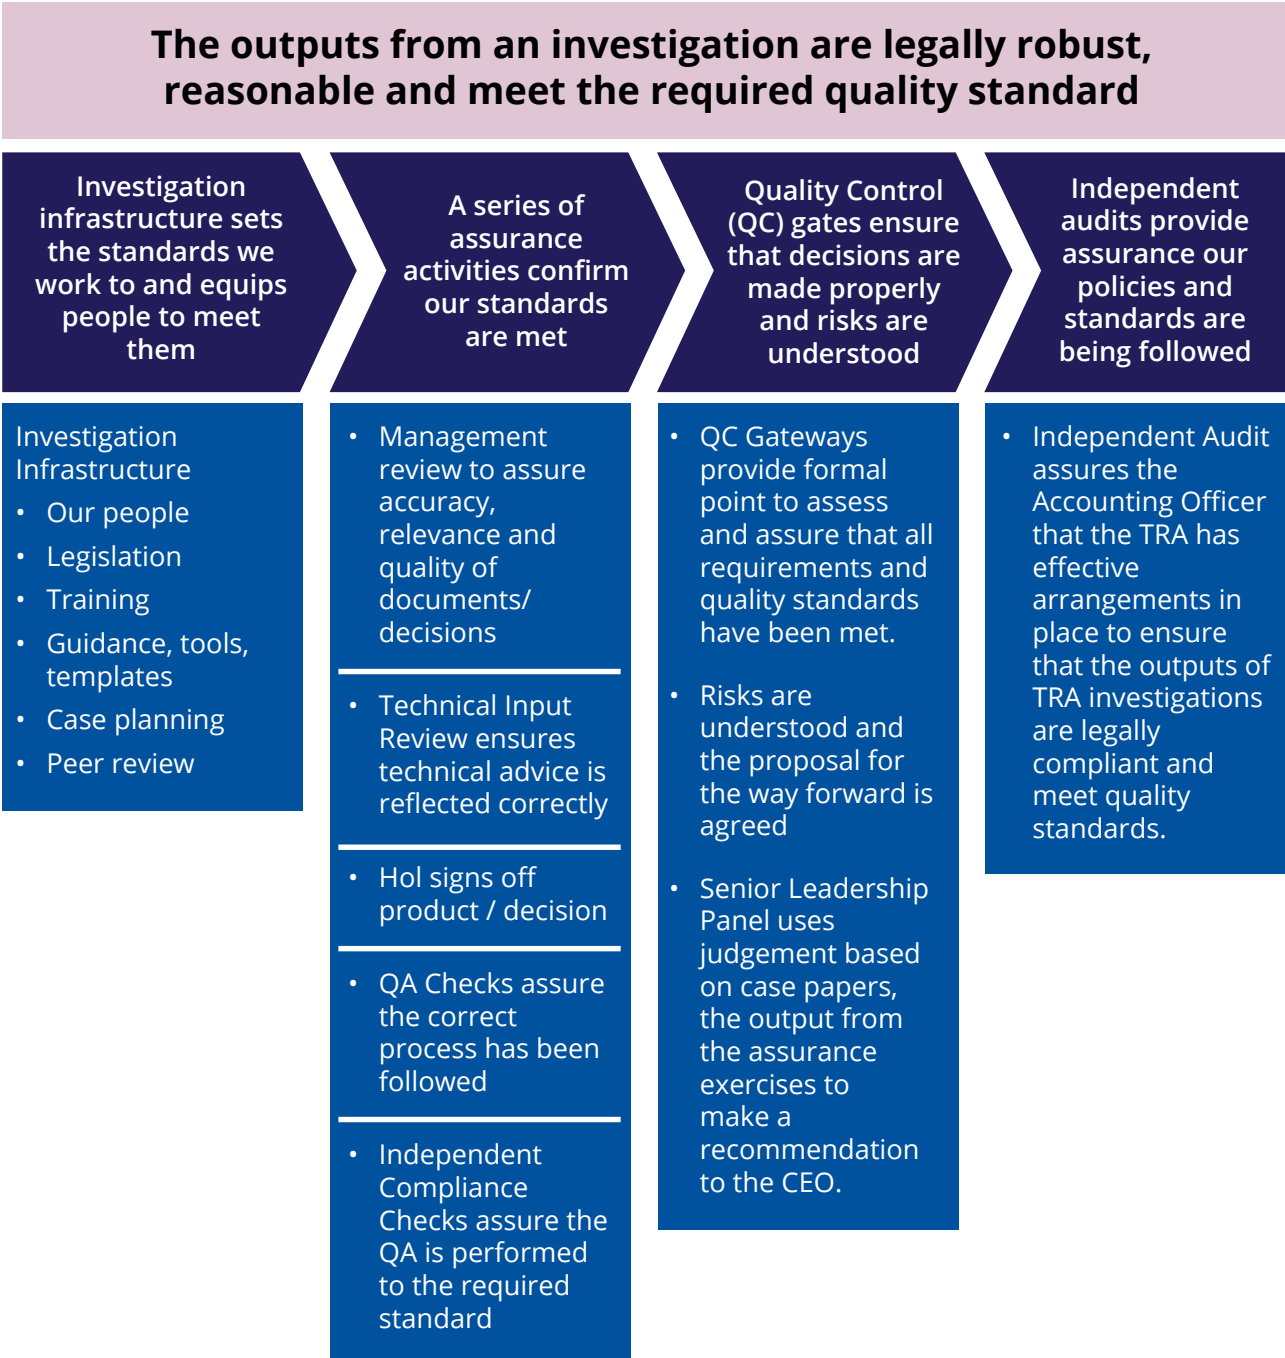 The outputs from an investigation are legally robust,
reasonable and meet the required quality standard
Investigation
infrastructure sets
the standards we
work to and equips
people to meet
them
A series of
assurance
activities confirm
our standards
are met
Quality Control
(QC) gates ensure
that decisions are
made properly
and risks are
understood
Independent
audits provide
assurance our
policies and
standards are
being followed
Investigation
Infrastructure
• Our people
• Legislation
• Training
• Guidance, tools,
templates
• Case planning
• Peer review
• Management
review to assure
accuracy,
relevance and
quality of
documents/
decisions
• Technical Input
Review ensures
technical advice is
reflected correctly
• HoI signs off
product / decision
• QA Checks assure
the correct
process has been
followed
• Independent
Compliance
Checks assure the
QA is performed
to the required
standard
• QC Gateways
provide formal
point to assess
and assure that all
requirements and
quality standards
have been met.
• Risks are
understood and
the proposal for
the way forward is
agreed
• Senior Leadership
Panel uses
judgement based
on case papers,
the output from
the assurance
exercises to
make a
recommendation
to the CEO.
• Independent Audit
assures the
Accounting Officer
that the TRA has
effective
arrangements in
place to ensure
that the outputs of
TRA investigations
are legally
compliant and
meet quality
standards.